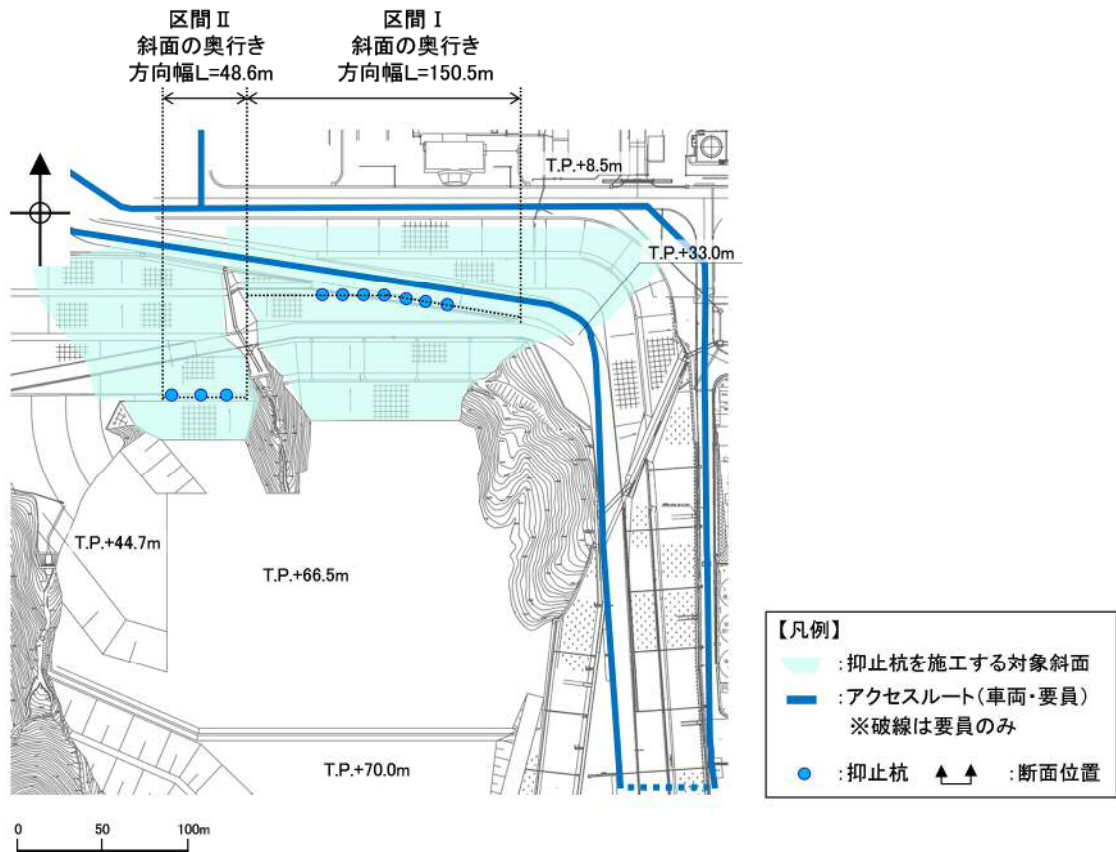 区間Ⅱ
斜面の奥行き
方向幅L=48.6m
区間Ⅰ
斜面の奥行き
方向幅L=150.5m
T.P.+8.5m
T.P.+33.0m
T.P.+44.7m
T.P.+66.5m
T.P.+70.0m
【凡例】
:抑止杭を施工する対象斜面
:アクセスルート(車両・要員)
※破線は要員のみ
:抑止杭
:断面位置
0 50 100m